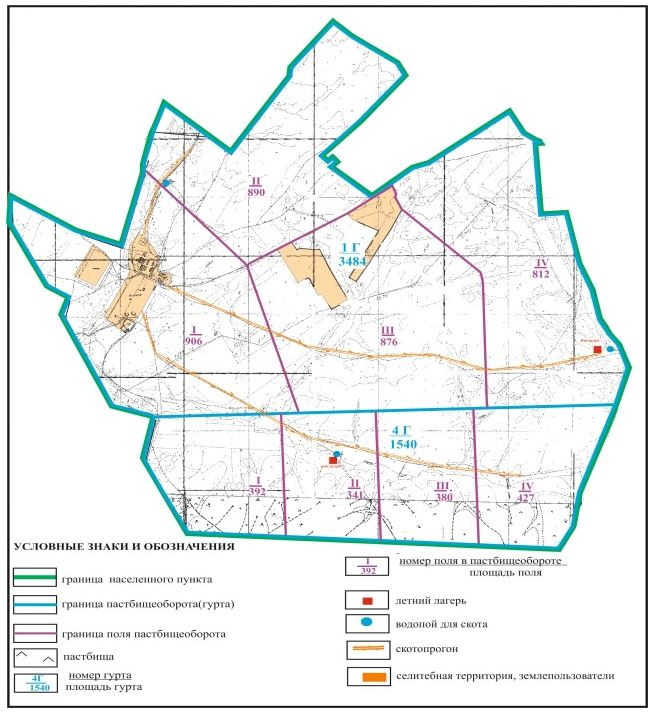 II
890
1 Г
3484
IV
812
I
906
III
876
4 Г
1540
I
392
II
341
III
380
IV
427
УСЛОВНЫЕ ЗНАКИ И ОБОЗНАЧЕНИЯ
граница населенного пункта
граница пастбищеоборота(гурта)
граница поля пастбищеоборота
пастбища
4Г
1540
номер гурта
площадь гурта
I
392
номер поля в пастбищеобороте
площадь поля
летний лагерь
водопой для скота
скотопрогон
селитебная территория, землепользователи